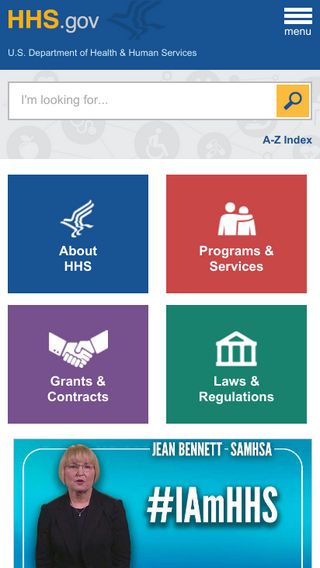 HHS.gov
menu
U.S. Department of Health & Human Services
I'm looking for...
A-Z Index
About
HHS
Programs &
Services
Grants &
Contracts
Laws &
Regulations
JEAN BENNETT - SAMHSA
#IAmHHS